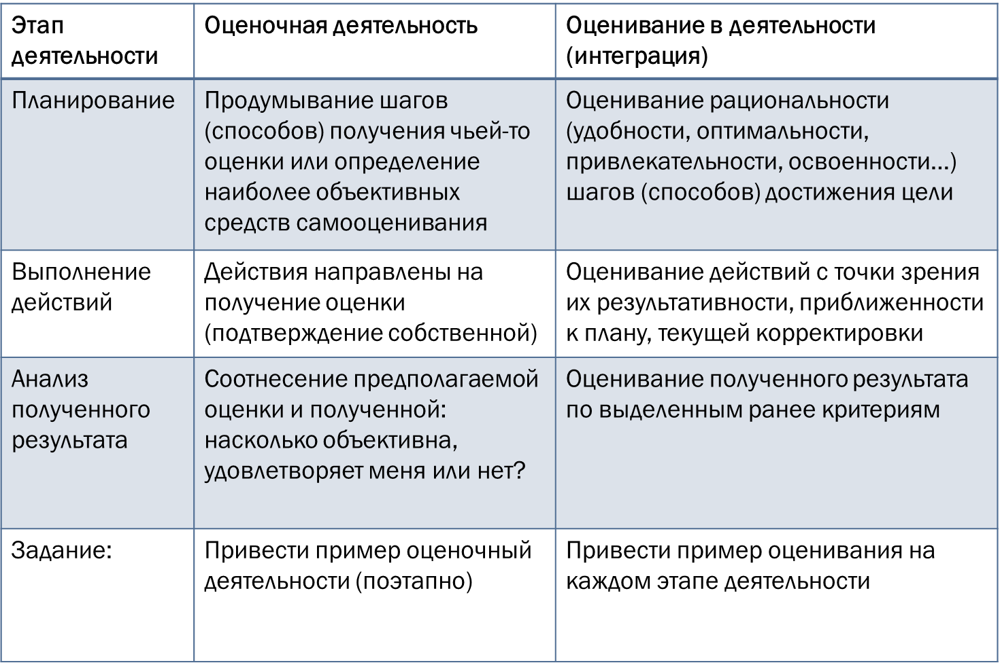 Этап
деятельности
Оценочная деятельность
Оценивание в деятельности
(интеграция)
Планирование
Продумывание шагов
(способов) получения чьей-то
оценки или определение
наиболее объективных
средств самооценивания
Оценивание рациональности
(удобности, оптимальности,
привлекательности, освоенности...)
шагов (способов) достижения цели
Выполнение
действий
Действия направлены на
получение оценки
(подтверждение собственной)
Оценивание действий с точки зрения
их результативности, приближенности
к плану, текущей корректировки
Анализ
полученного
результата
Соотнесение предполагаемой
оценки и полученной:
насколько объективна,
удовлетворяет меня или нет?
Оценивание полученного результата
по выделенным ранее критериям
Задание:
Привести пример оценочный
деятельности (поэтапно)
Привести пример оценивания на
каждом этапе деятельности